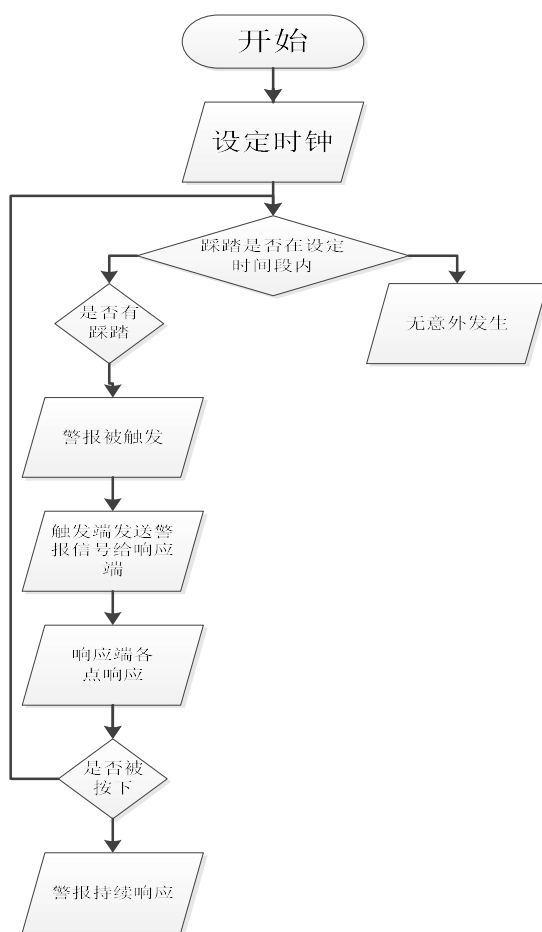 开始
设定时钟
踩踏是否在设定
时间段内
是否有
踩踏
无意外发生
警报被触发
触发端发送警
报信号给响应
端
响应端各
点响应
是否被
按下
警报持续响应